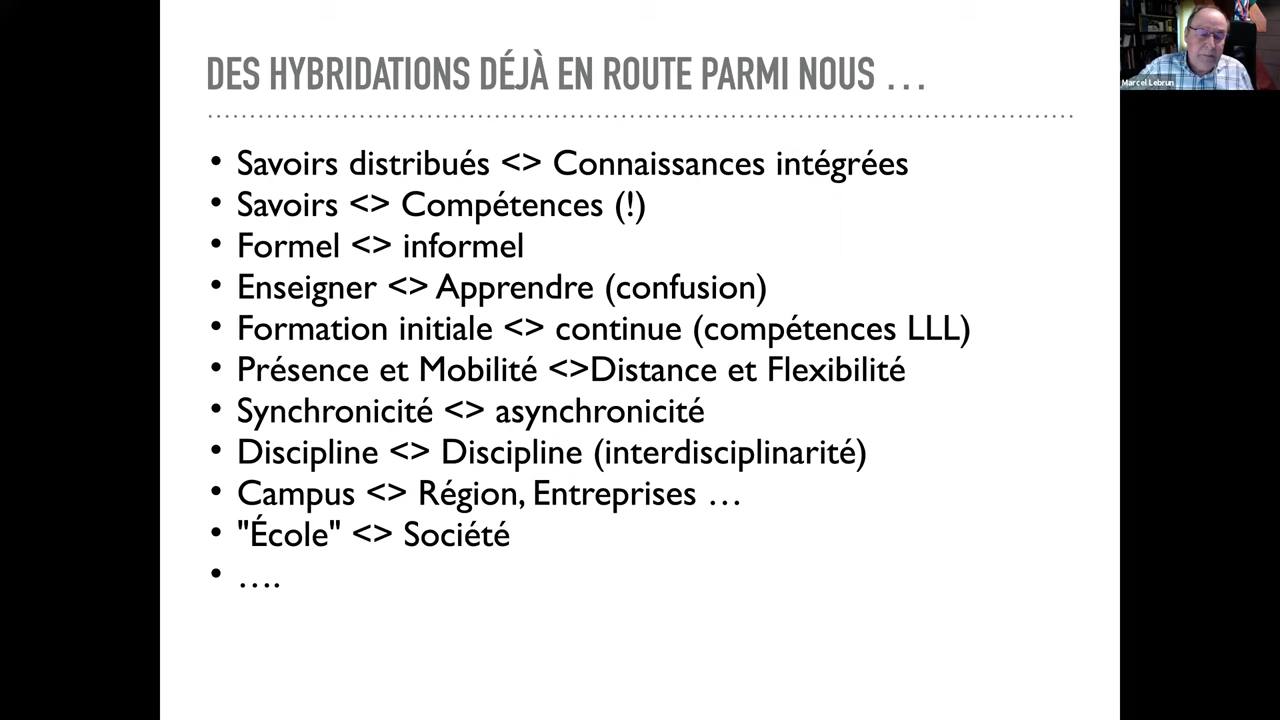 DES HYBRIDATIONS DÉJÀ EN ROUTE PARMI NOUS …
Marcel Lebrun
• Savoirs distribués <> Connaissances intégrées
• Savoirs <> Compétences (!)
• Formel <> informel
• Enseigner <> Apprendre (confusion)
• Formation initiale <> continue (compétences LLL)
• Présence et Mobilité <>Distance et Flexibilité
• Synchronicité <> asynchronicité
• Discipline <> Discipline (interdisciplinarité)
• Campus <> Région, Entreprises …
• "École" <> Société
• ….